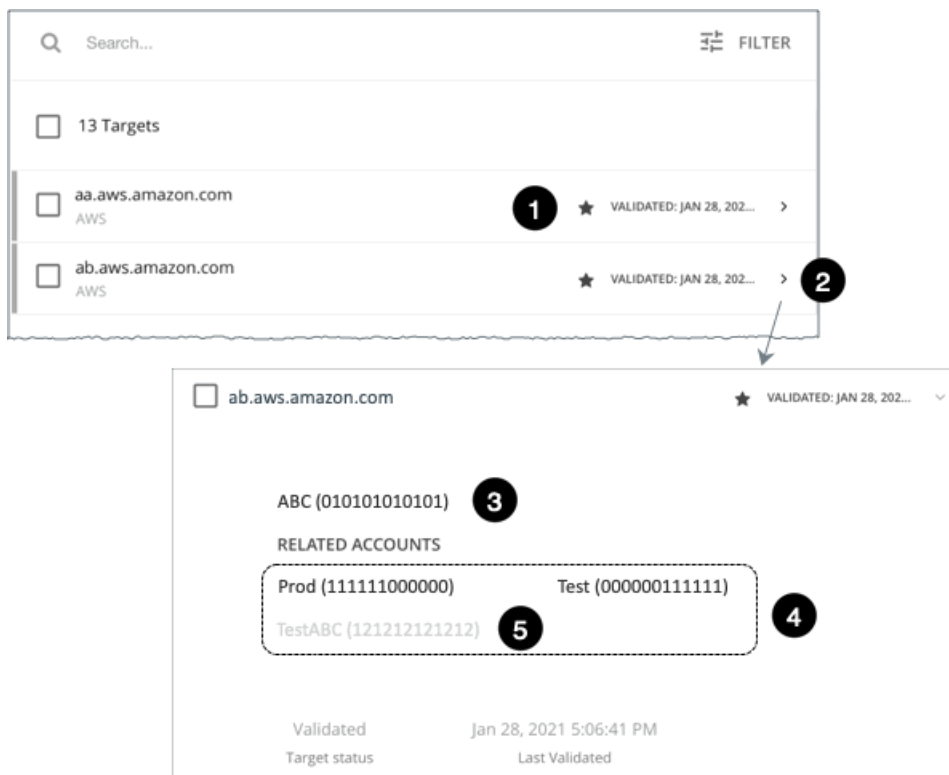 Search...
FILTER
13 Targets
aa.aws.amazon.com
AWS
1
VALIDATED: JAN 28, 202...
ab.aws.amazon.com
AWS
VALIDATED: JAN 28, 202...
2
ab.aws.amazon.com
VALIDATED: JAN 28, 202...
ABC (010101010101)
3
RELATED ACCOUNTS
Prod (111111000000)
Test (000000111111)
4
TestABC (121212121212)
5
Validated
Jan 28, 2021 5:06:41 PM
Target status
Last Validated